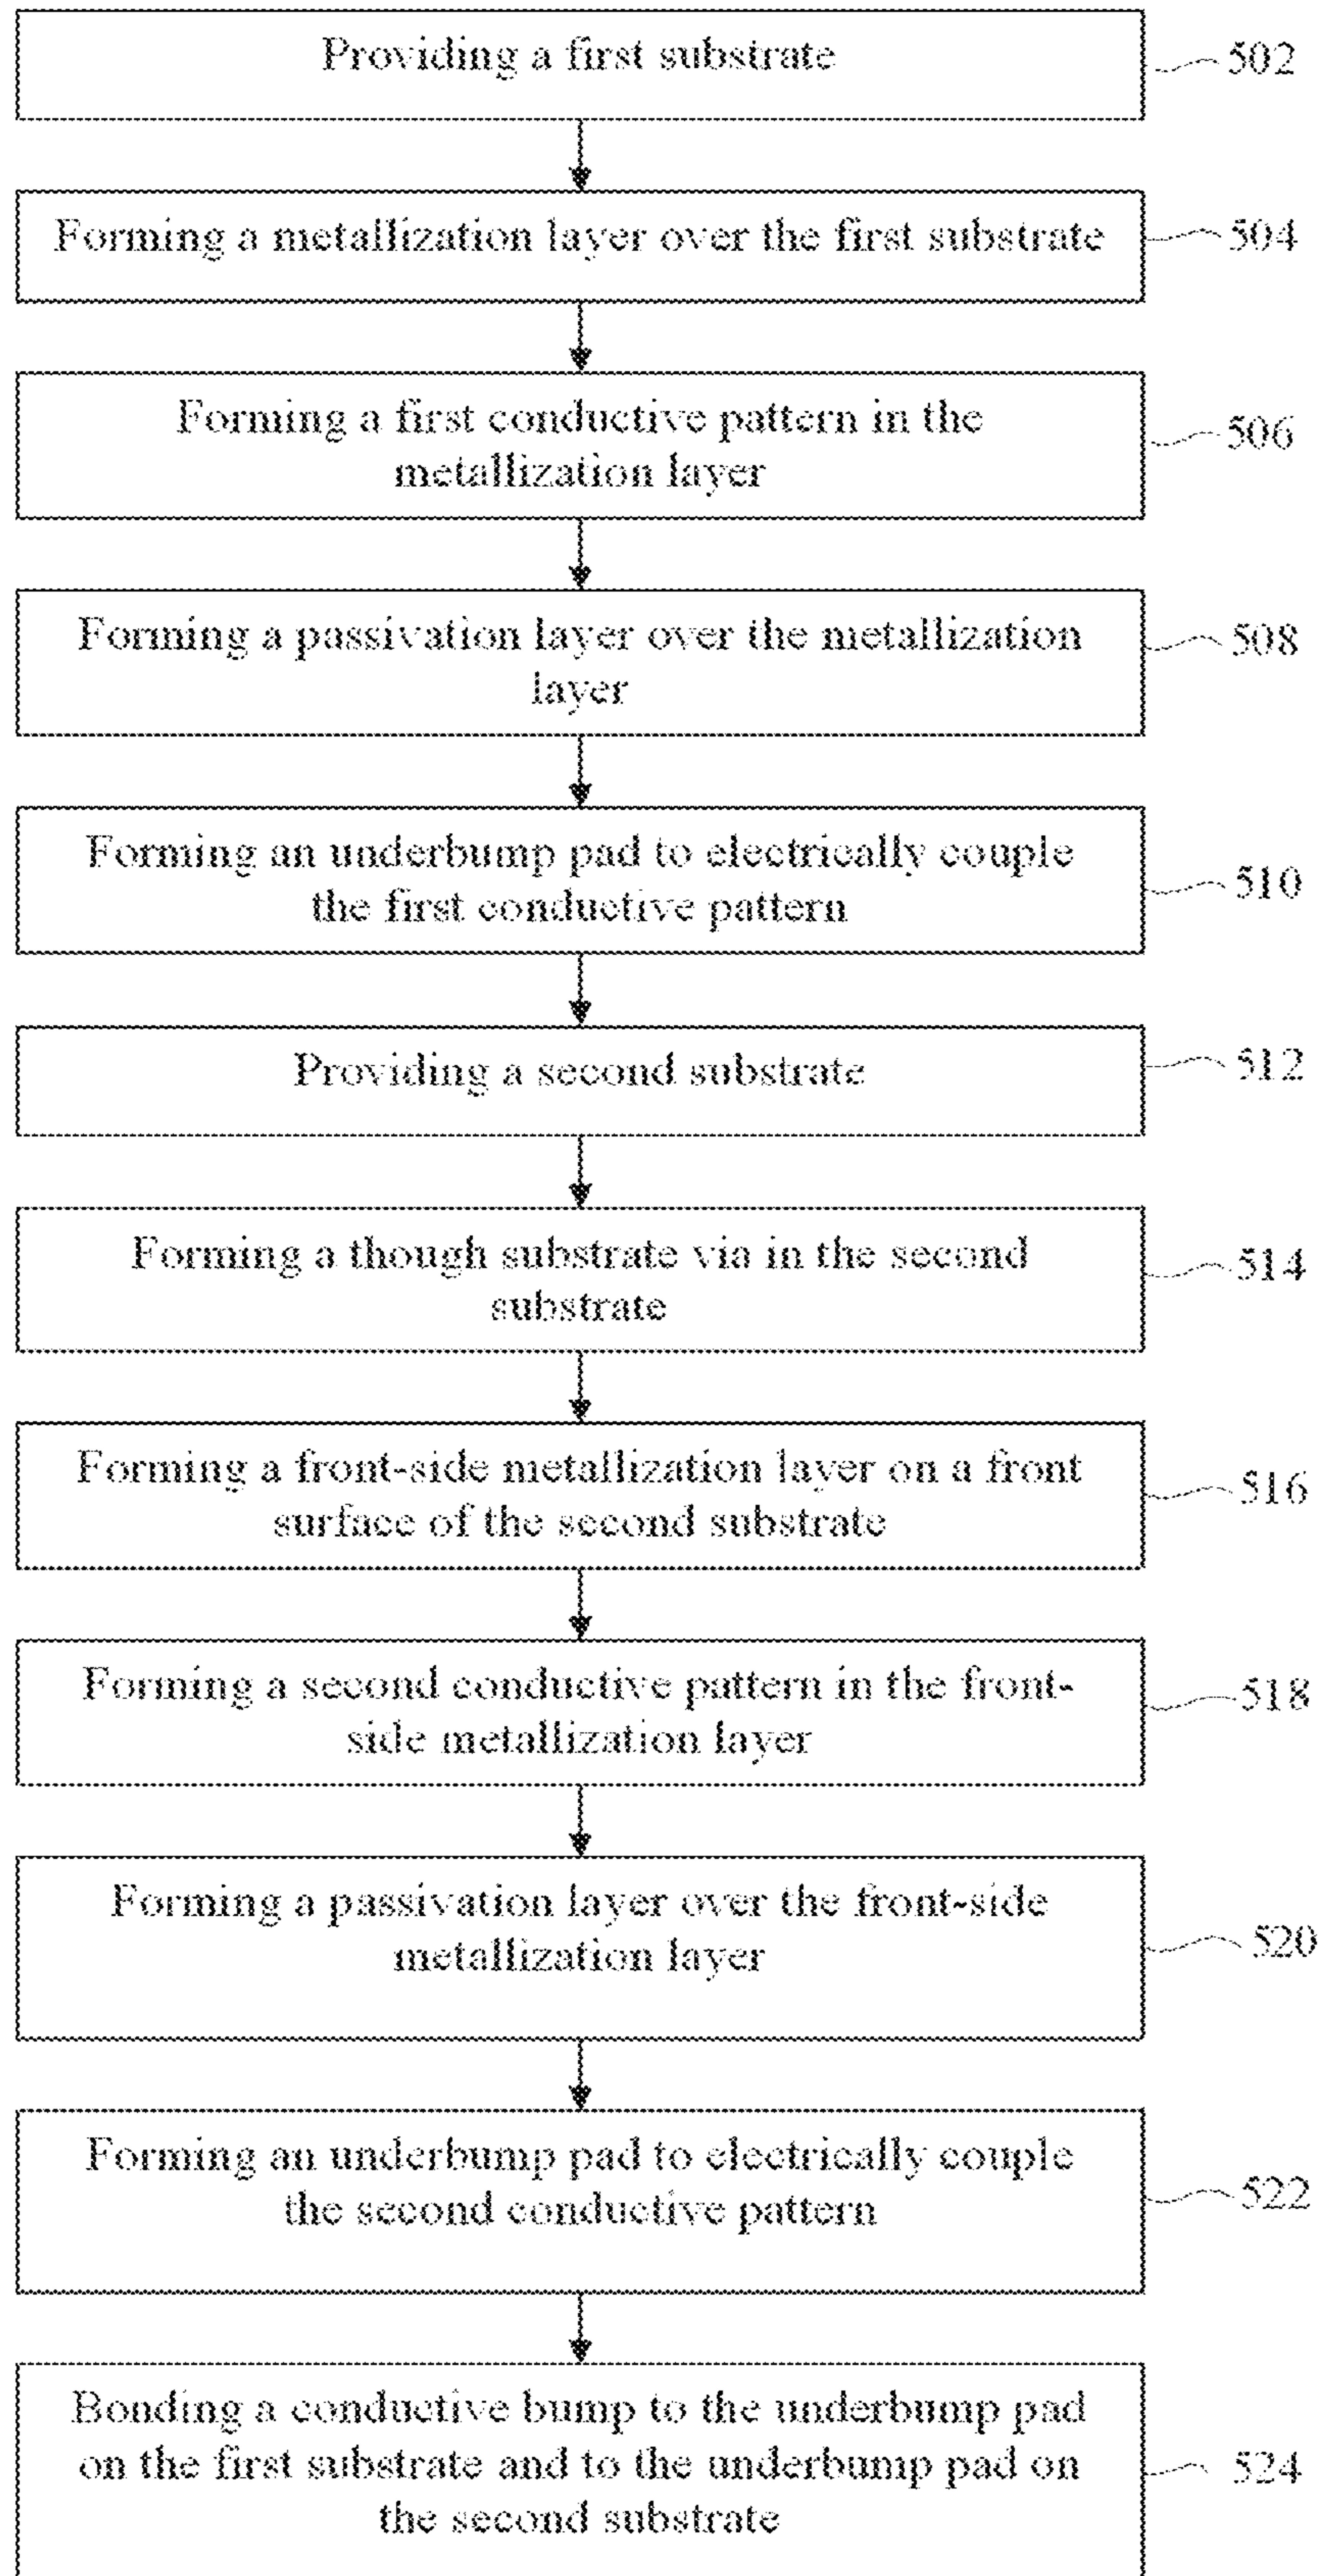 Providing a first substrate
502
Forming a metallization layer over the first substrate
504
Forming a first conductive pattern in the
metallization layer
506
Forming a passivation layer over the metallization
layer
508
Forming an underbump pad to electrically couple
the first conductive pattern
510
Providing a second substrate
512
Forming a though substrate via in the second
substrate
514
Forming a front-side metallization layer on a front
surface of the second substrate
516
Forming a second conductive pattern in the front-
side metallization layer
518
Forming a passivation layer over the front-side
metallization layer
520
Forming an underbump pad to electrically couple
the second conductive pattern
522
Bonding a conductive bump to the underbump pad
on the first substrate and to the underbump pad on
the second substrate
524